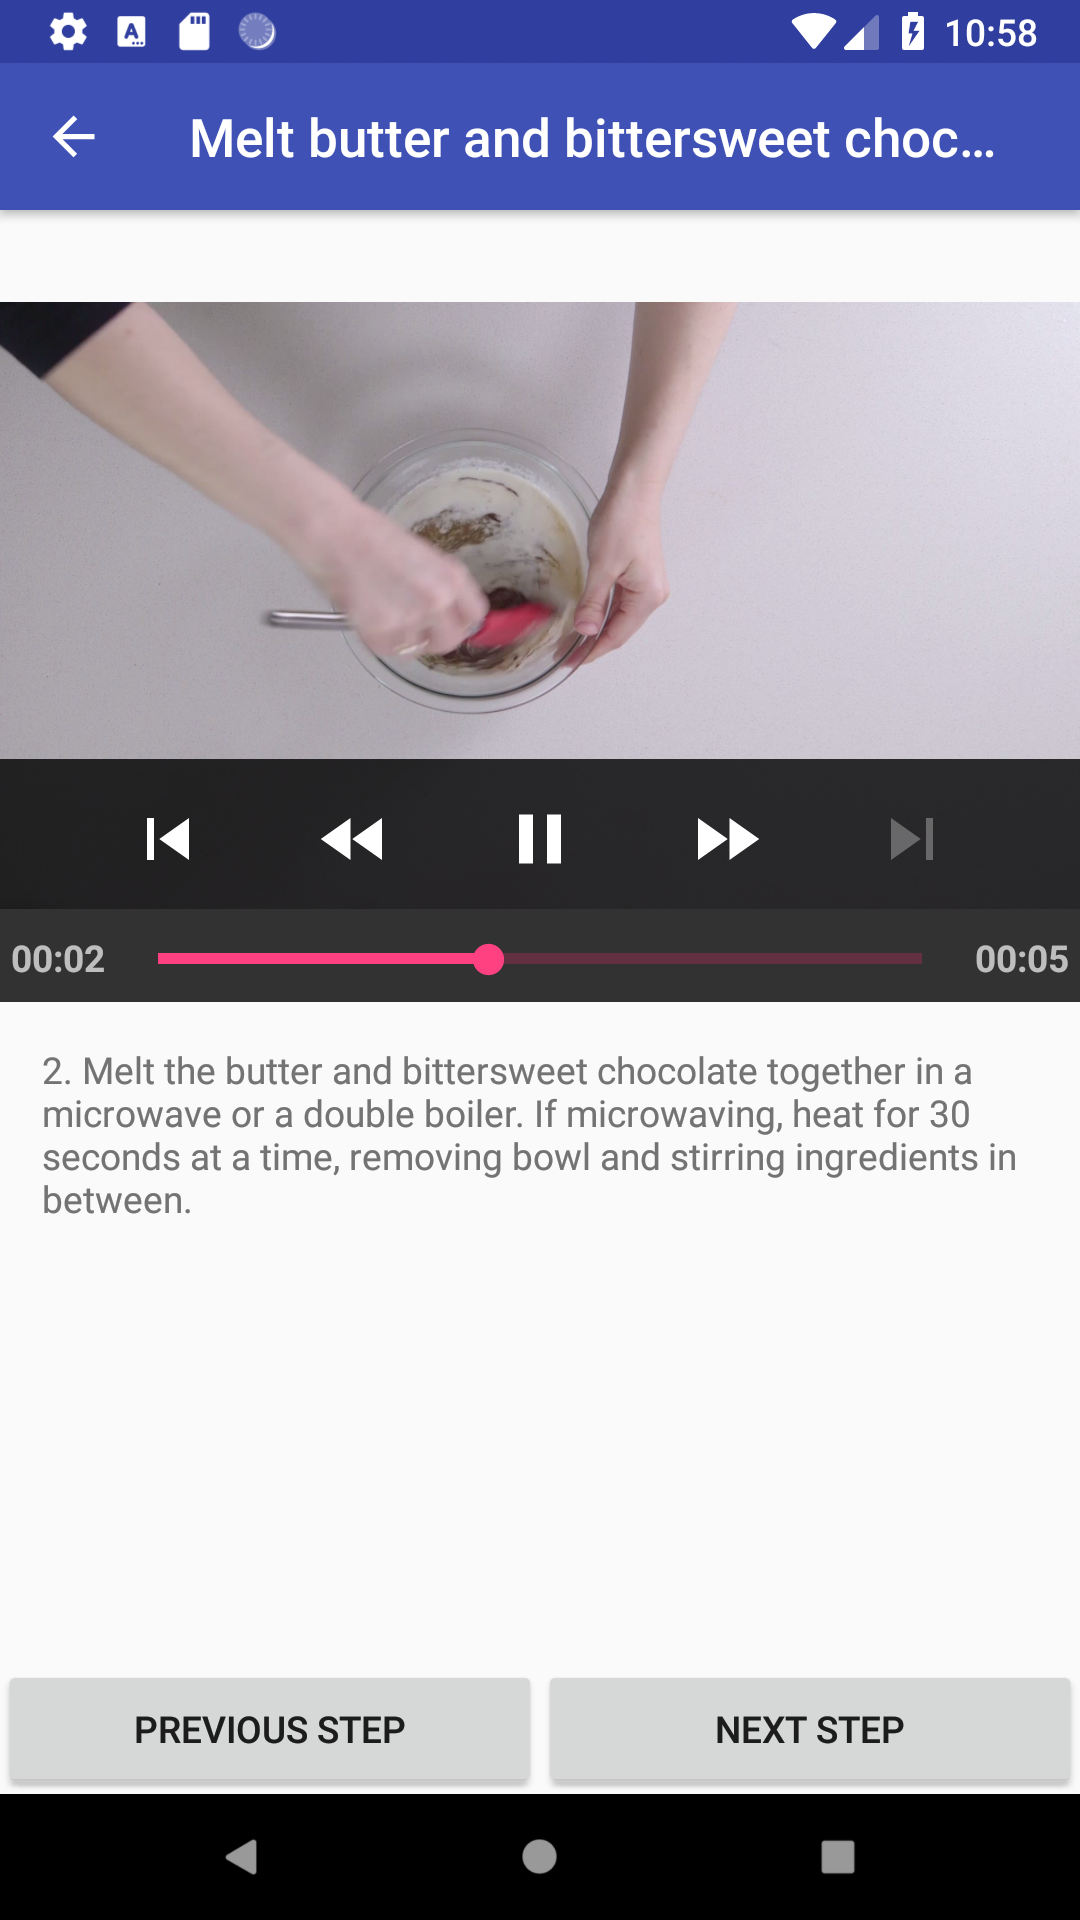 10:58
Melt butter and bittersweet choc...
00:02
00:05
2. Melt the butter and bittersweet chocolate together in a
microwave or a double boiler. If microwaving, heat for 30
seconds at a time, removing bowl and stirring ingredients in
between.
PREVIOUS STEP
NEXT STEP